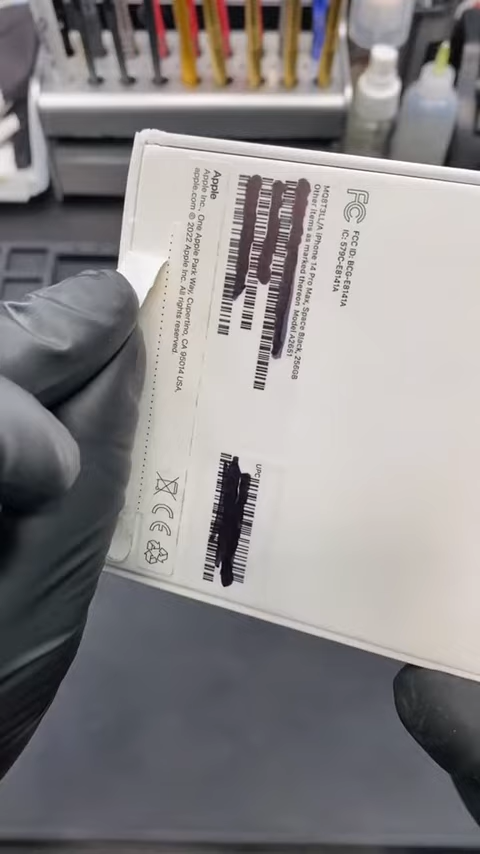 FCC ID: BCG-E8141A
IC: 579C-E8141A
MQ8T3LL/A iPhone 14 Pro Max, Space Black, 256GB
Other items as marked thereon Model A2651
UPC
Apple
Apple Inc., One Apple Park Way, Cupertino, CA 95014 USA.
apple.com © 2022 Apple Inc. All rights reserved.